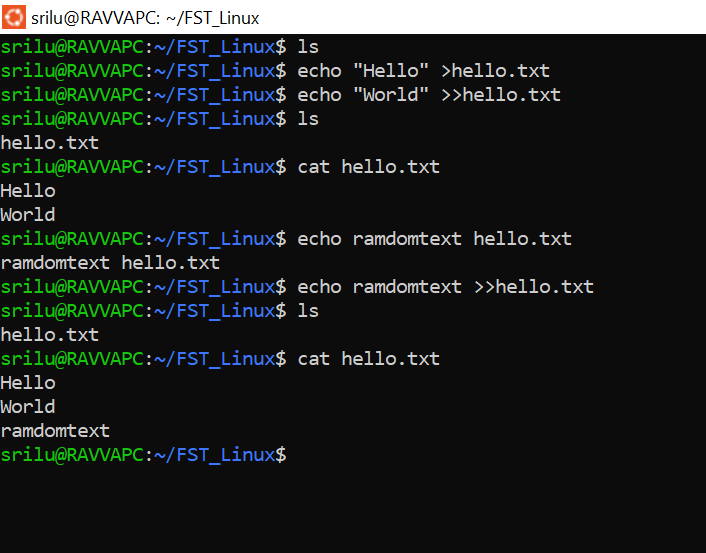 srilu@RAVVAPC: ~/FST_Linux
srilu@RAVVAPC:~/FST_Linux$ ls
srilu@RAVVAPC:~/FST_Linux$ echo "Hello" >hello.txt
srilu@RAVVAPC:~/FST_Linux$ echo "World" >>hello.txt
srilu@RAVVAPC:~/FST_Linux$ ls
hello.txt
srilu@RAVVAPC:~/FST_Linux$ cat hello.txt
Hello
World
srilu@RAVVAPC:~/FST_Linux$ echo ramdomtext hello.txt
ramdomtext hello.txt
srilu@RAVVAPC:~/FST_Linux$ echo ramdomtext >>hello.txt
srilu@RAVVAPC:~/FST_Linux$ ls
hello.txt
srilu@RAVVAPC:~/FST_Linux$ cat hello.txt
Hello
World
ramdomtext
srilu@RAVVAPC:~/FST_Linux$